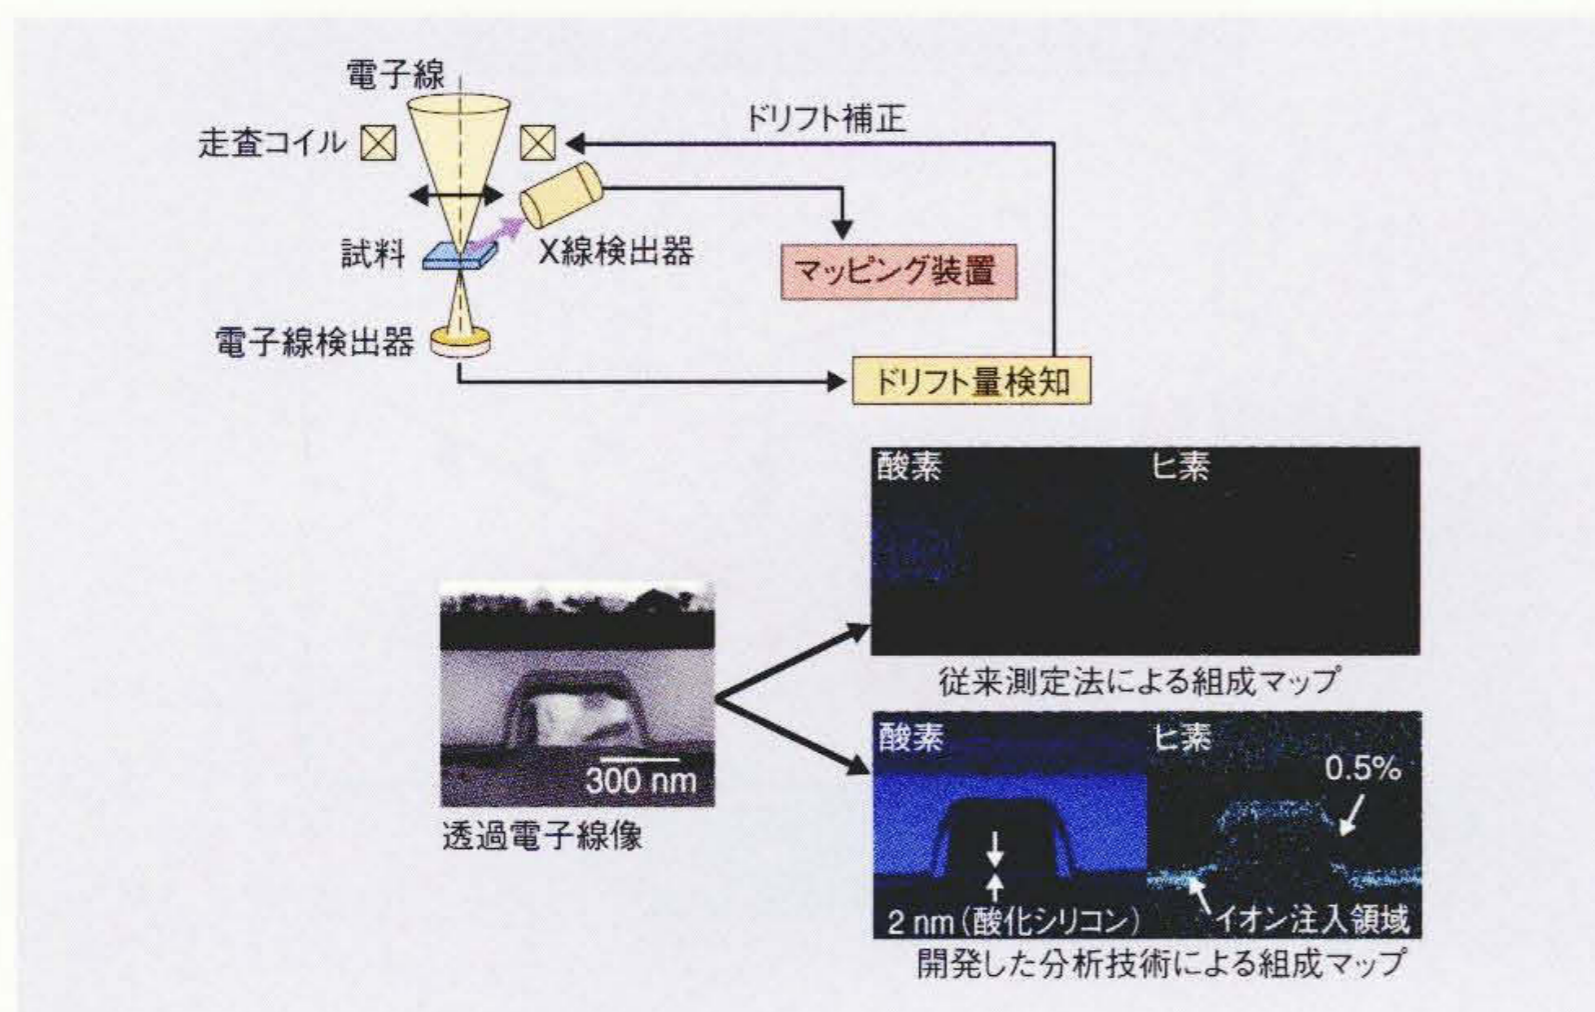 電子線
走査コイル
ドリフト補正
試料
X線検出器
マッピング装置
電子線検出器
ドリフト量検知
酸素
ヒ素
従来測定法による組成マップ
300 nm
透過電子線像
酸素
ヒ素
0.5%
2 nm(酸化シリコン)
イオン注入領域
開発した分析技術による組成マップ